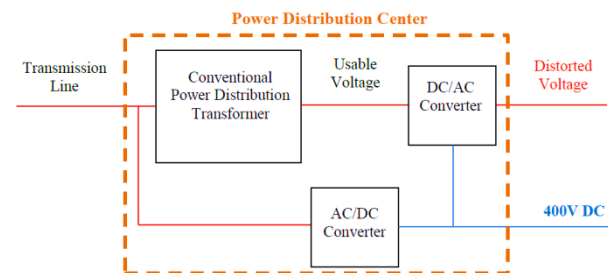 Power Distribution Center
Transmission
Line
Conventional
Power Distribution
Transformer
Usable
Voltage
DC/AC
Converter
Distorted
Voltage
AC/DC
Converter
400V DC